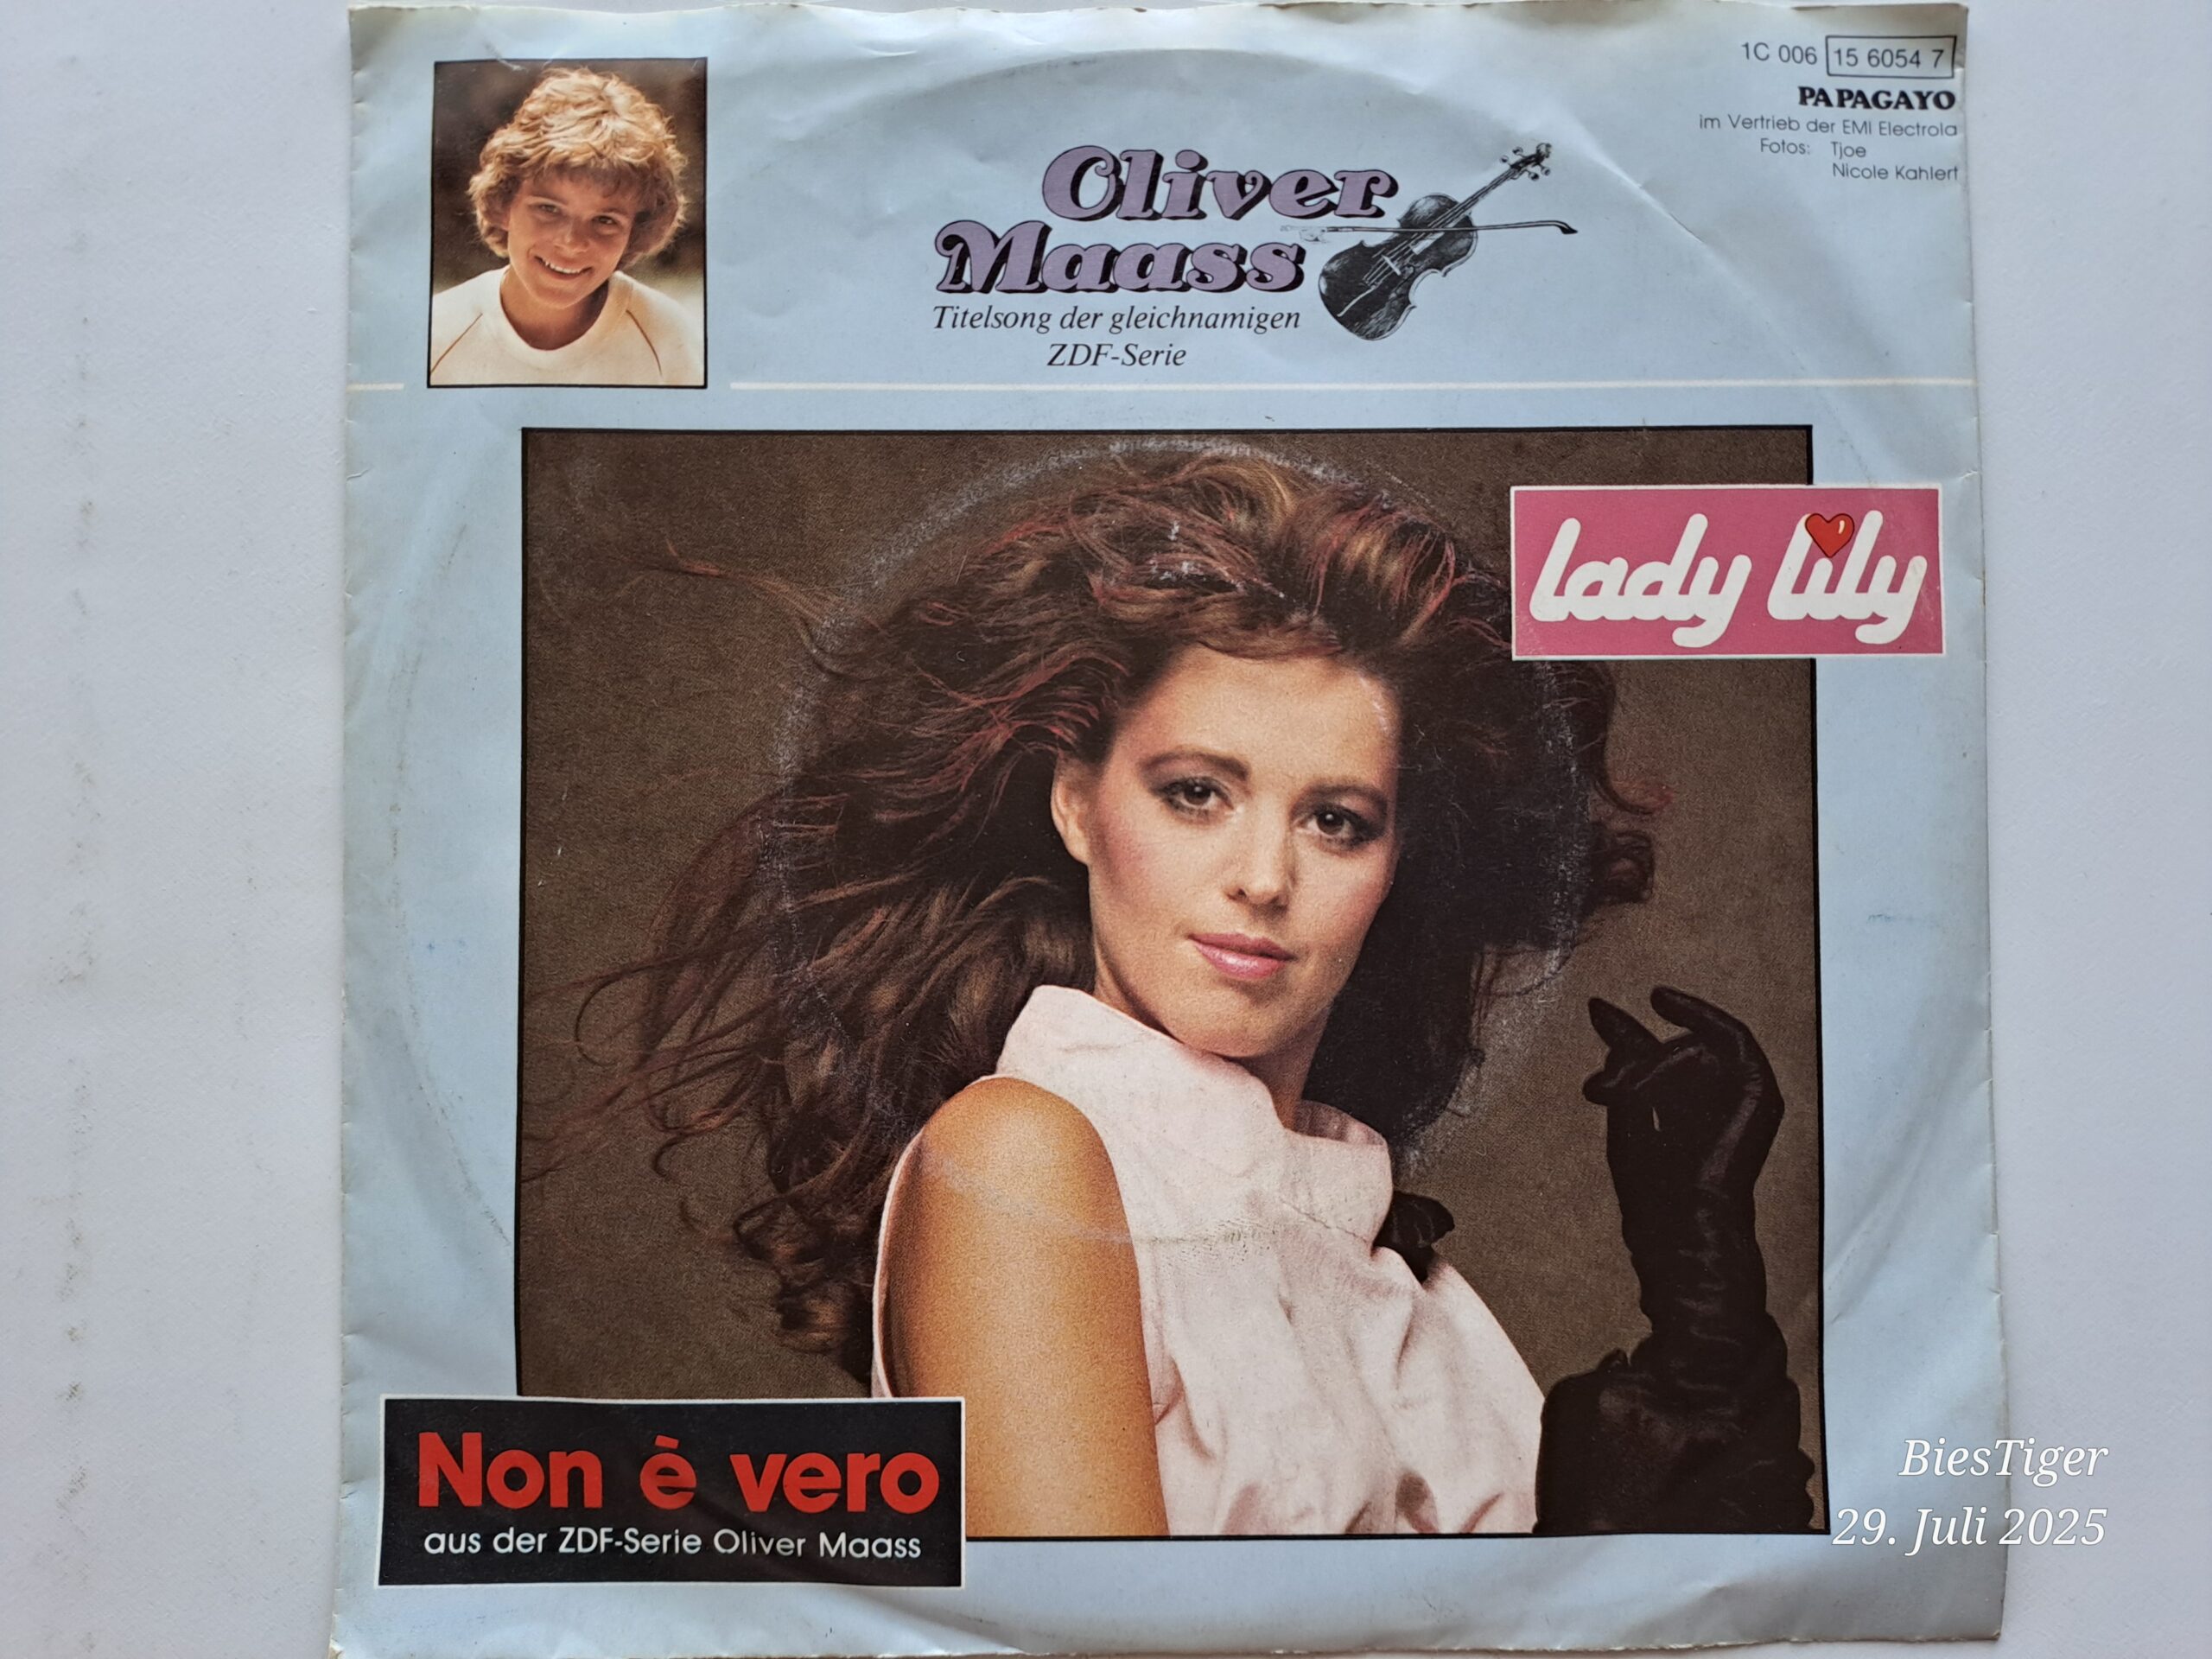 1C 006 15 6054 7
PAPAGAYO
im Vertrieb der EMI Electrola
Fotos: Tjoe
Nicole Kahlert
Oliver
Maass
Titelsong der gleichnamigen
ZDF-Serie
lady lily
Non è vero
aus der ZDF-Serie Oliver Maass
BiesTiger
29. Juli 2025